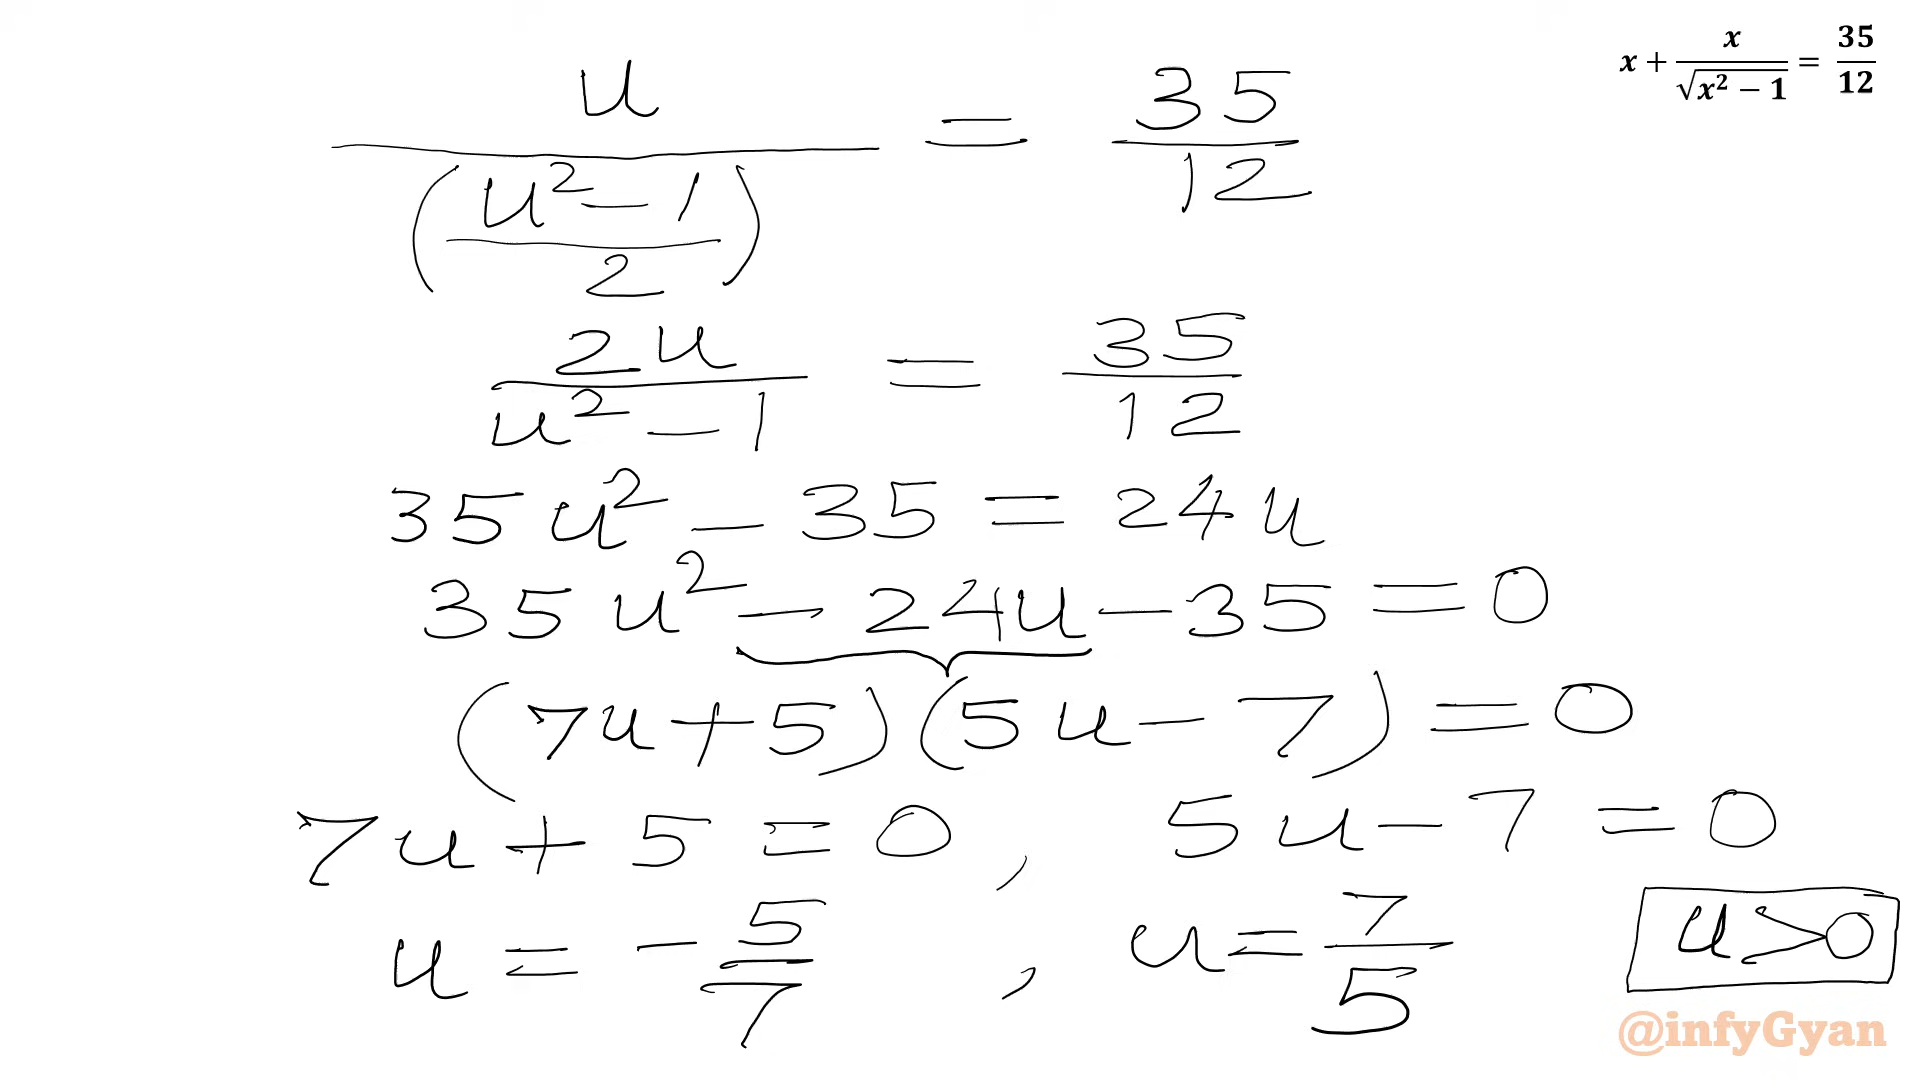 x + x/√(x² − 1) = 35/12
u/((u² − 1)/2) = 35/12
2u/(u² − 1) = 35/12
35u² − 35 = 24u
35u² − 24u − 35 = 0
(7u + 5)(5u − 7) = 0
7u + 5 = 0 , 5u − 7 = 0
u = −5/7 , u = 7/5 u > 0
@infyGyan